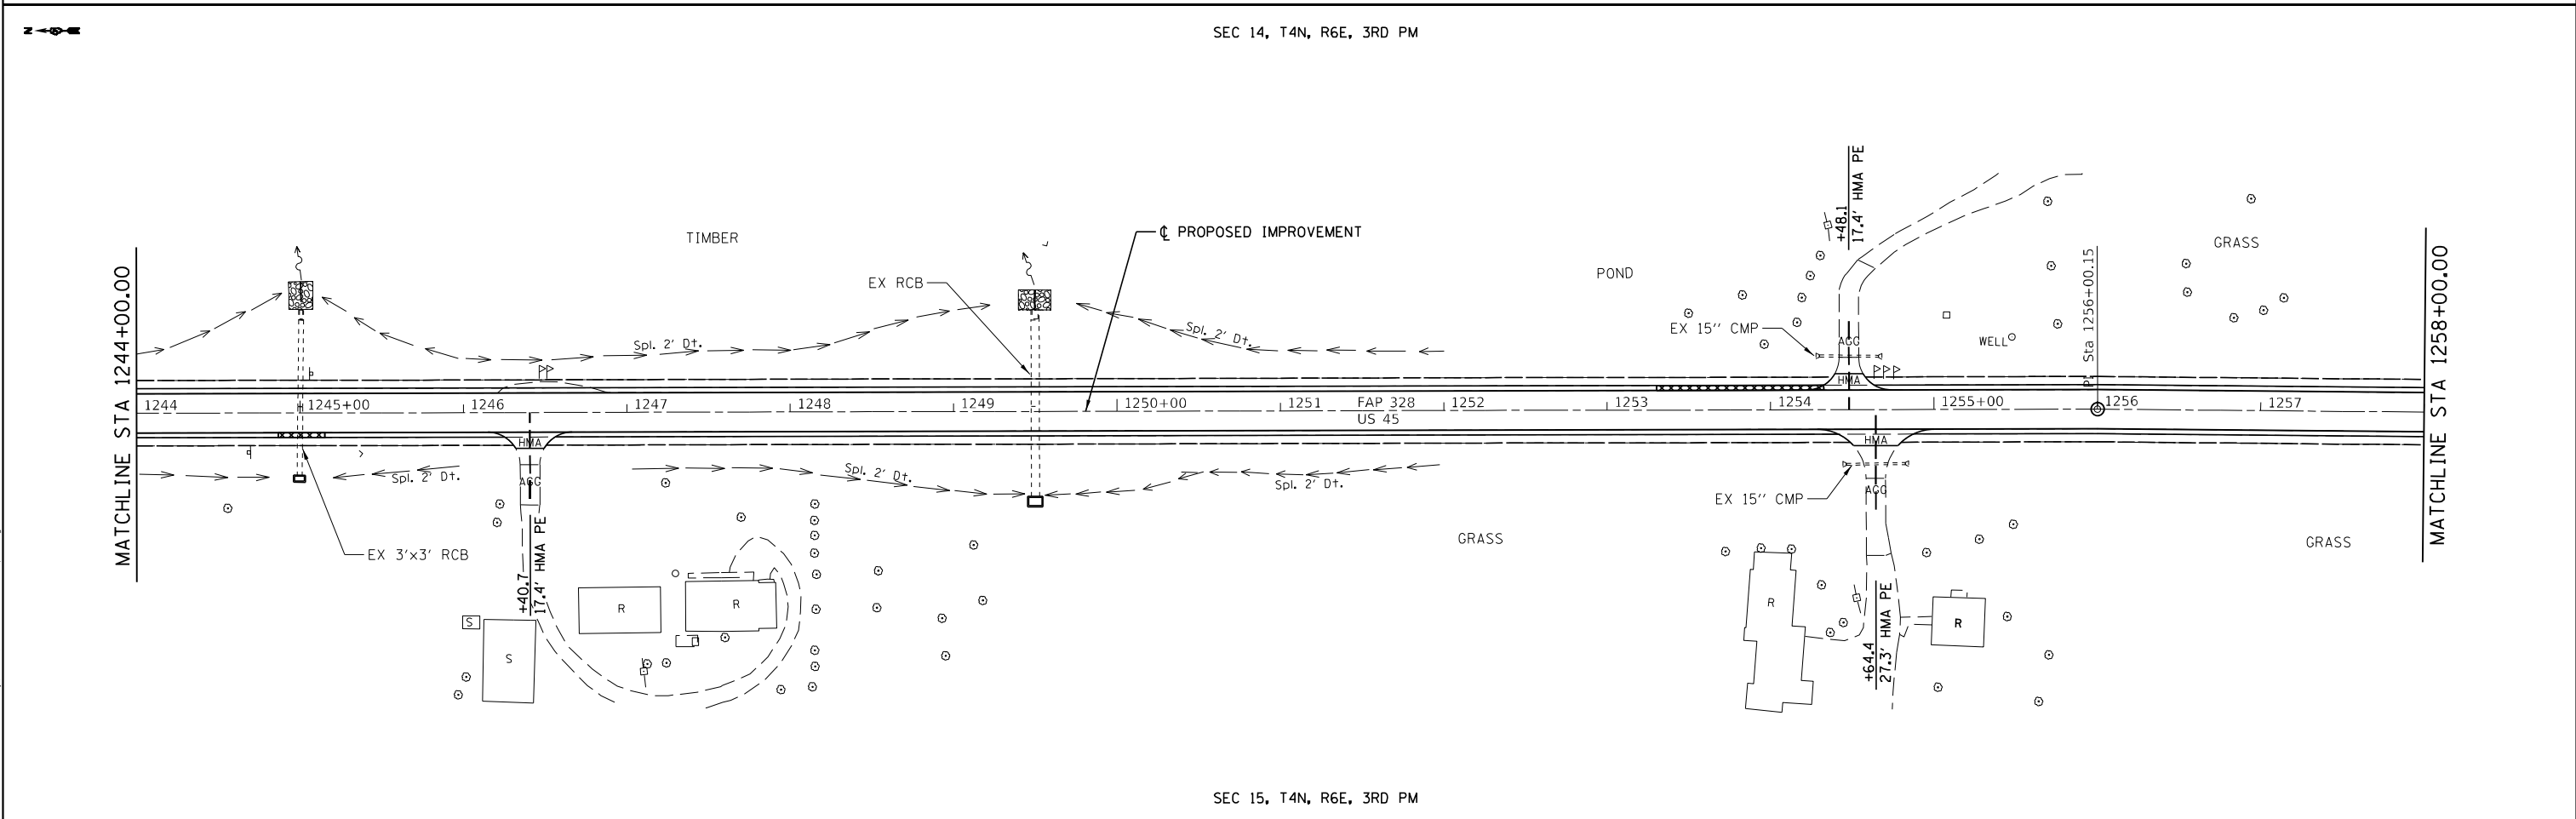 N
SEC 14, T4N, R6E, 3RD PM
MATCHLINE STA 1244+00.00
TIMBER
℄ PROPOSED IMPROVEMENT
EX RCB
POND
+48.1
17.4' HMA PE
GRASS
Spl. 2' Dt.
Spl. 2' Dt.
EX 15'' CMP
AGG
WELL
HMA
Sta 1256+00.15
MATCHLINE STA 1258+00.00
1244
1245+00
1246
1247
1248
1249
1250+00
1251
FAP 328
1252
1253
1254
1255+00
1256
1257
US 45
HMA
HMA
Spl. 2' Dt.
Spl. 2' Dt.
Spl. 2' Dt.
AGG
AGG
EX 15'' CMP
EX 3'x3' RCB
GRASS
GRASS
+40.7
17.4' HMA PE
R
R
S
S
R
R
+64.4
27.3' HMA PE
SEC 15, T4N, R6E, 3RD PM